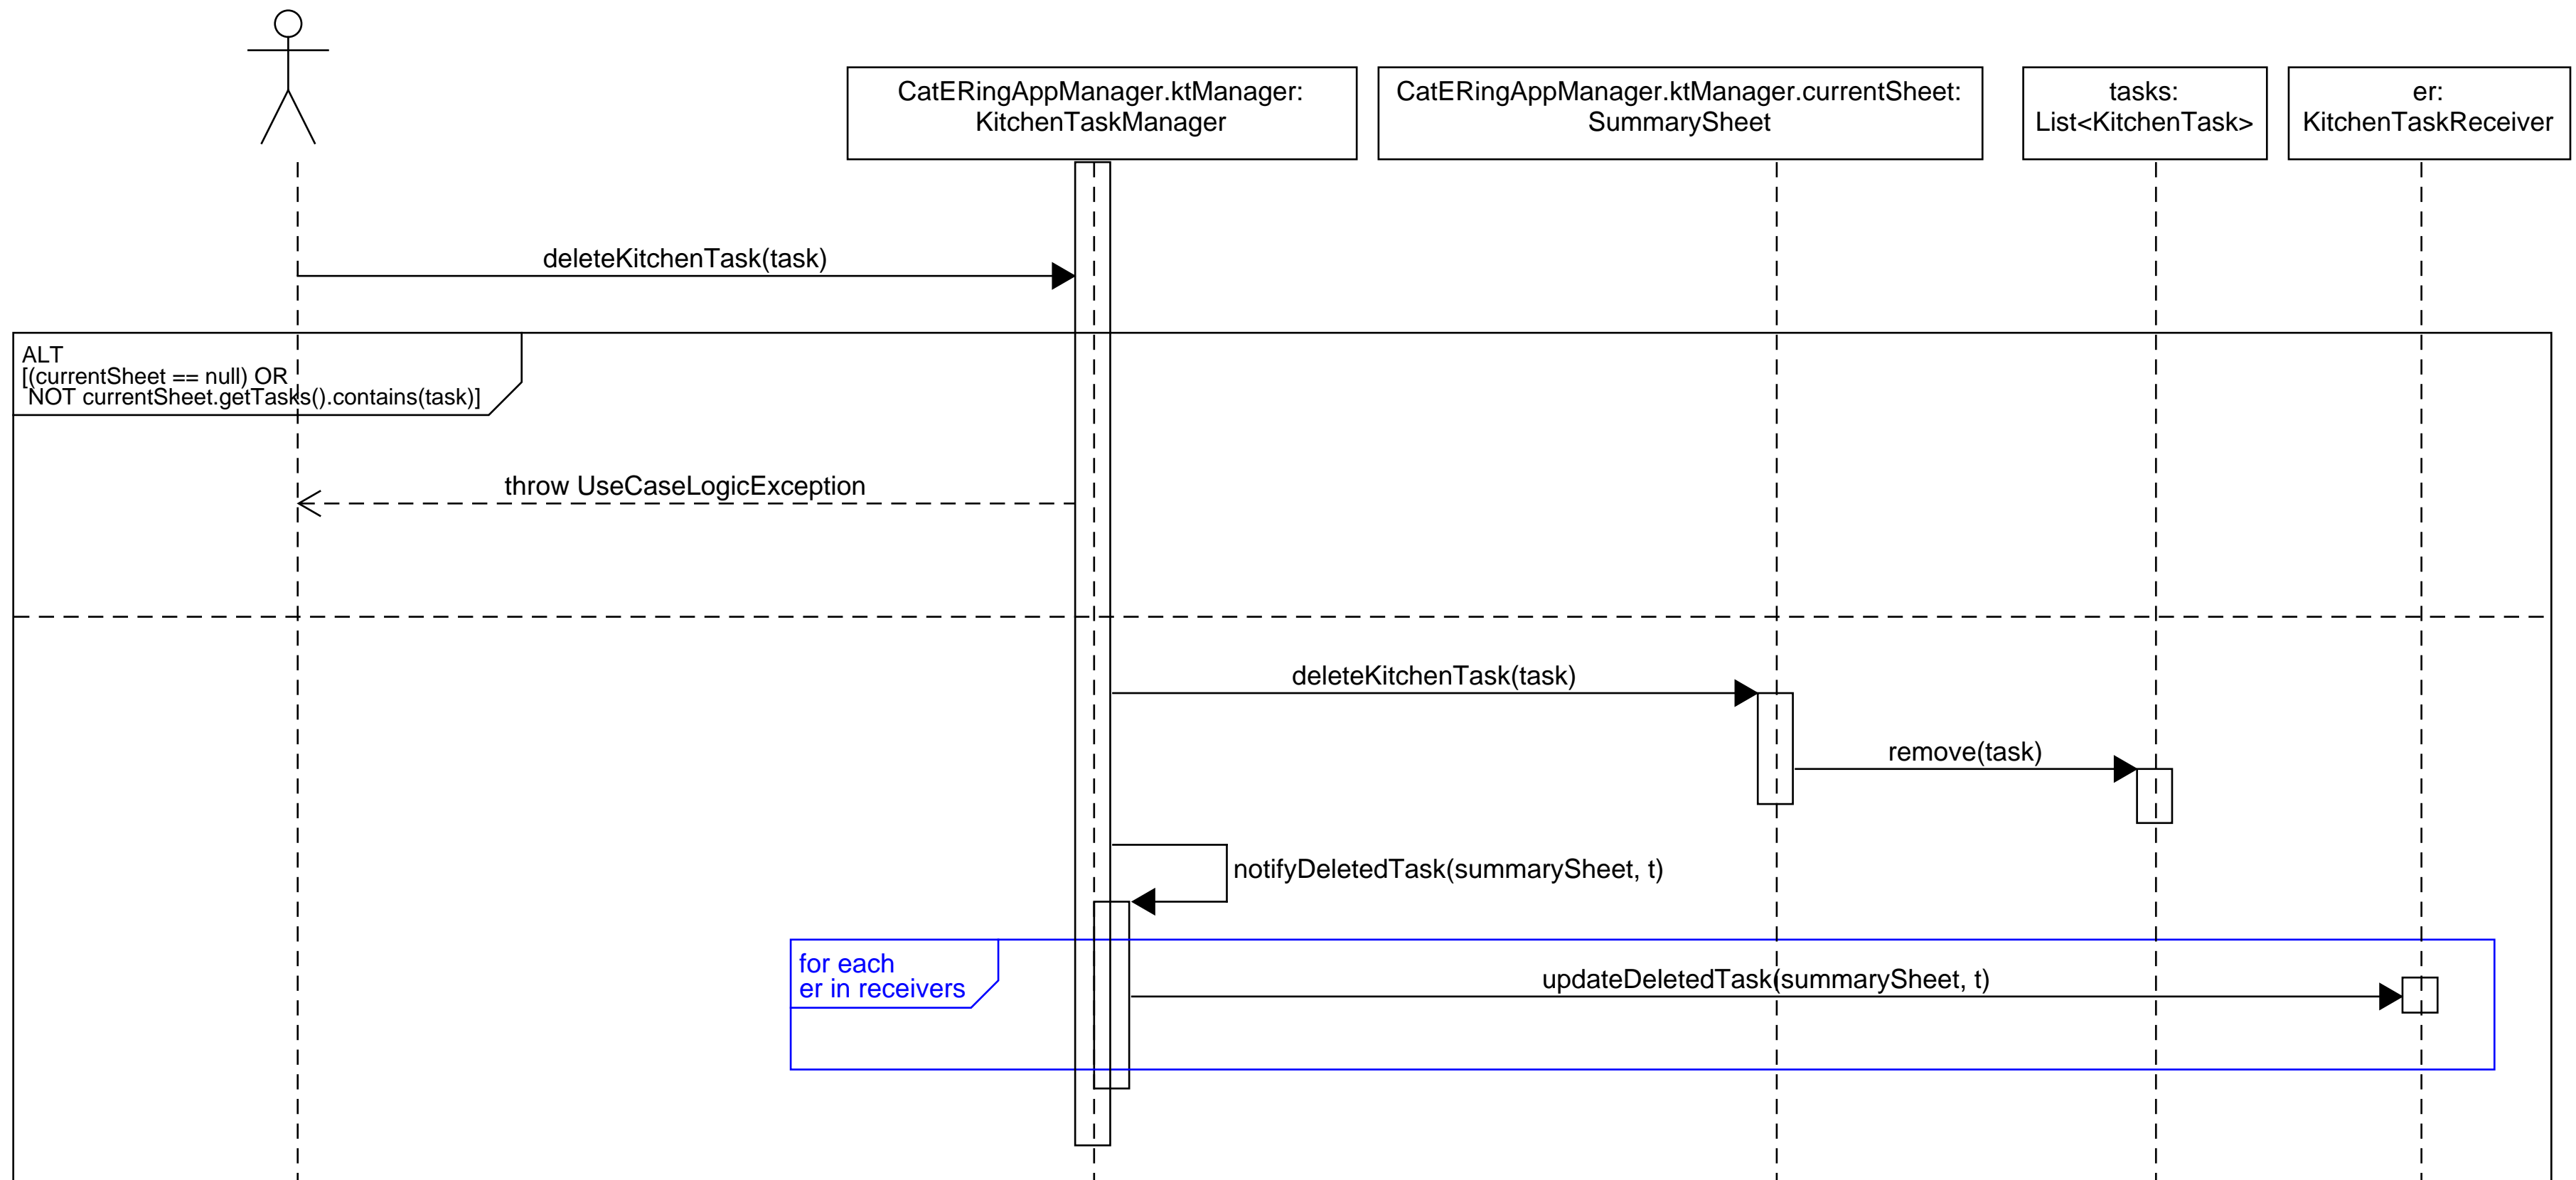 CatERingAppManager.ktManager:
KitchenTaskManager
CatERingAppManager.ktManager.currentSheet:
SummarySheet
tasks:
List<KitchenTask>
er:
KitchenTaskReceiver
deleteKitchenTask(task)
ALT
[(currentSheet == null) OR
NOT currentSheet.getTasks().contains(task)]
throw UseCaseLogicException
deleteKitchenTask(task)
remove(task)
notifyDeletedTask(summarySheet, t)
for each
er in receivers
updateDeletedTask(summarySheet, t)